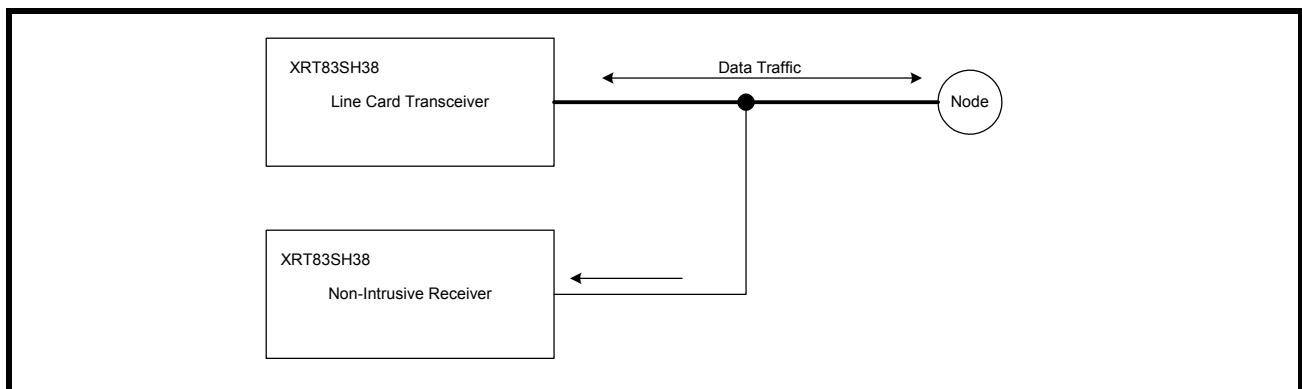 XRT83SH38
Line Card Transceiver
Data Traffic
Node
XRT83SH38
Non-Intrusive Receiver